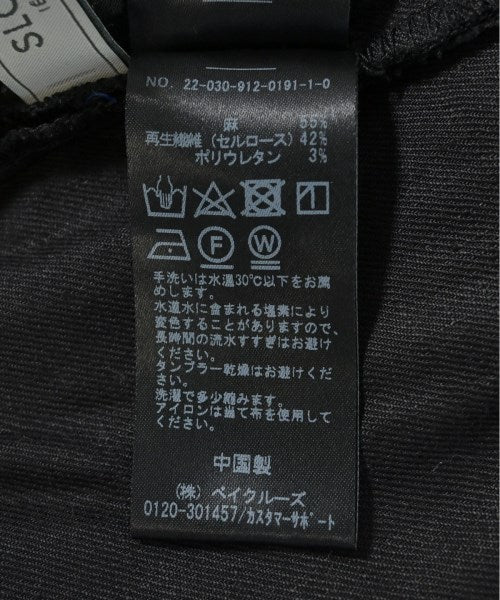 SLO
NO. 22-030-912-0191-1-0
麻 55%
再生繊維 (セルロース) 42%
ポリウレタン 3%
F W
手洗いは水温30℃以下をお薦
めします。
水道水に含まれる塩素により
変色することがありますので、
長時間の流水すすぎはお避け
ください。
タンブラー乾燥はお避けくだ
さい。
洗濯で多少縮みます。
アイロンは当て布を使用して
ください。
中国製
(株) ベイクルーズ
0120-301457/カスタマーサポート